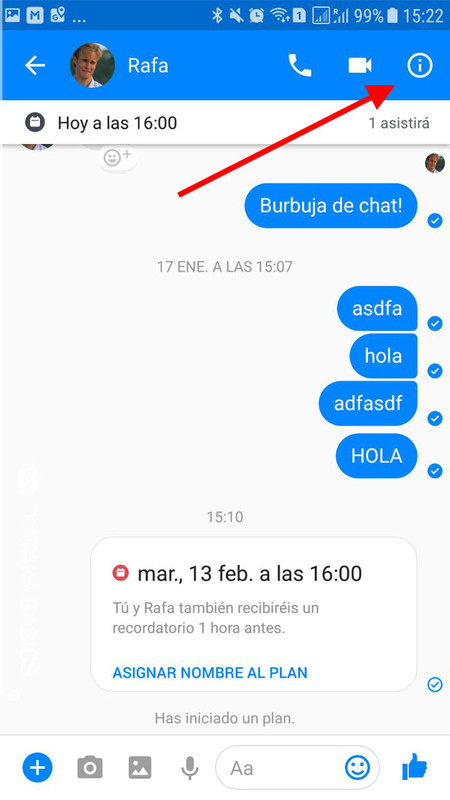 99% 15:22
Rafa
Hoy a las 16:00 1 asistirá
Burbuja de chat!
17 ENE. A LAS 15:07
asdfa
hola
adfasdf
HOLA
15:10
mar., 13 feb. a las 16:00
Tú y Rafa también recibiréis un
recordatorio 1 hora antes.
ASIGNAR NOMBRE AL PLAN
Has iniciado un plan.
Aa